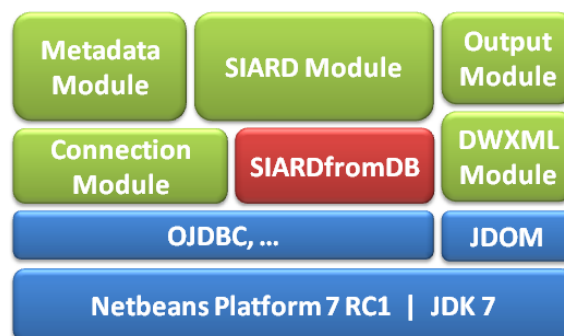 Metadata
Module
SIARD Module
Output
Module
Connection
Module
SIARDfromDB
DWXML
Module
OJDBC, ...
JDOM
Netbeans Platform 7 RC1 | JDK 7